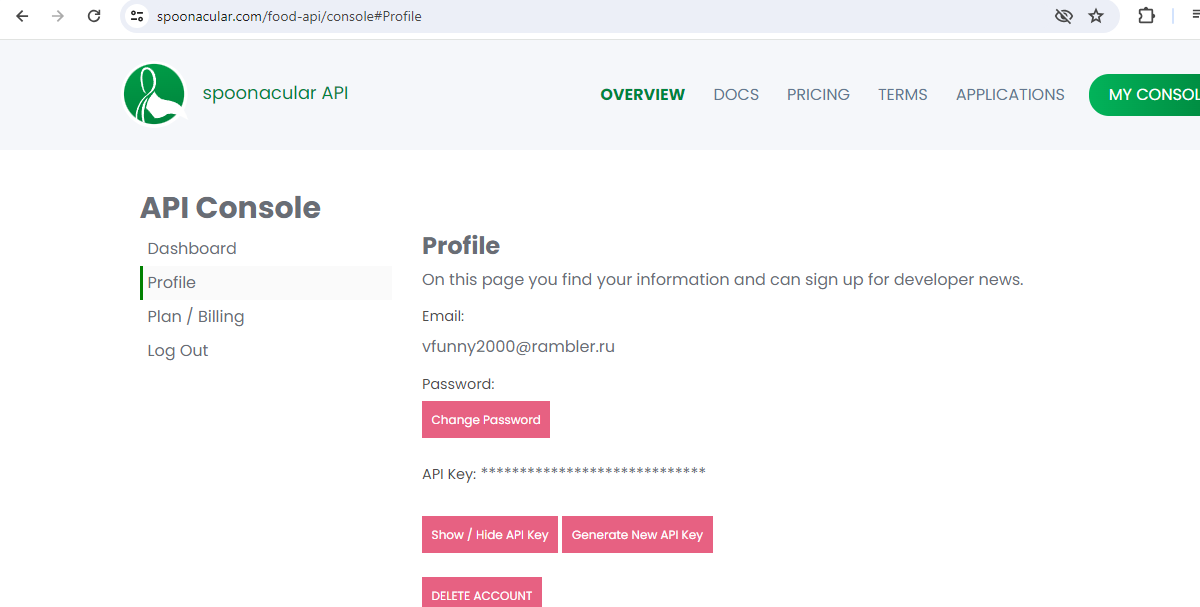 spoonacular.com/food-api/console#Profile
spoonacular API
OVERVIEW DOCS PRICING TERMS APPLICATIONS MY CONSOL
API Console
Dashboard
Profile
Plan / Billing
Log Out
Profile
On this page you find your information and can sign up for developer news.
Email:
vfunny2000@rambler.ru
Password:
Change Password
API Key: *****************************
Show / Hide API Key Generate New API Key
DELETE ACCOUNT